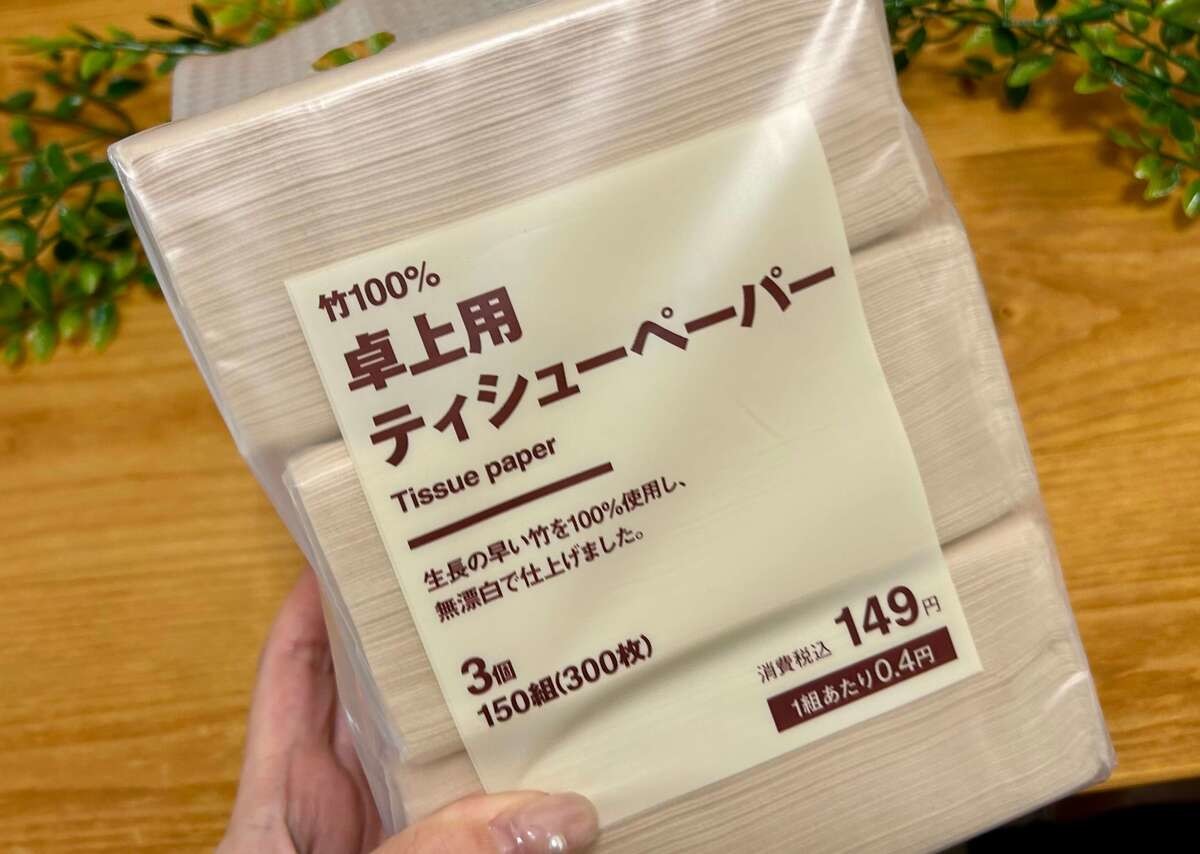 竹100%
卓上用
ティシューペーパー
Tissue paper
生長の早い竹を100%使用し、
無漂白で仕上げました。
3個
150組(300枚)
消費税込 149円
1組あたり0.4円